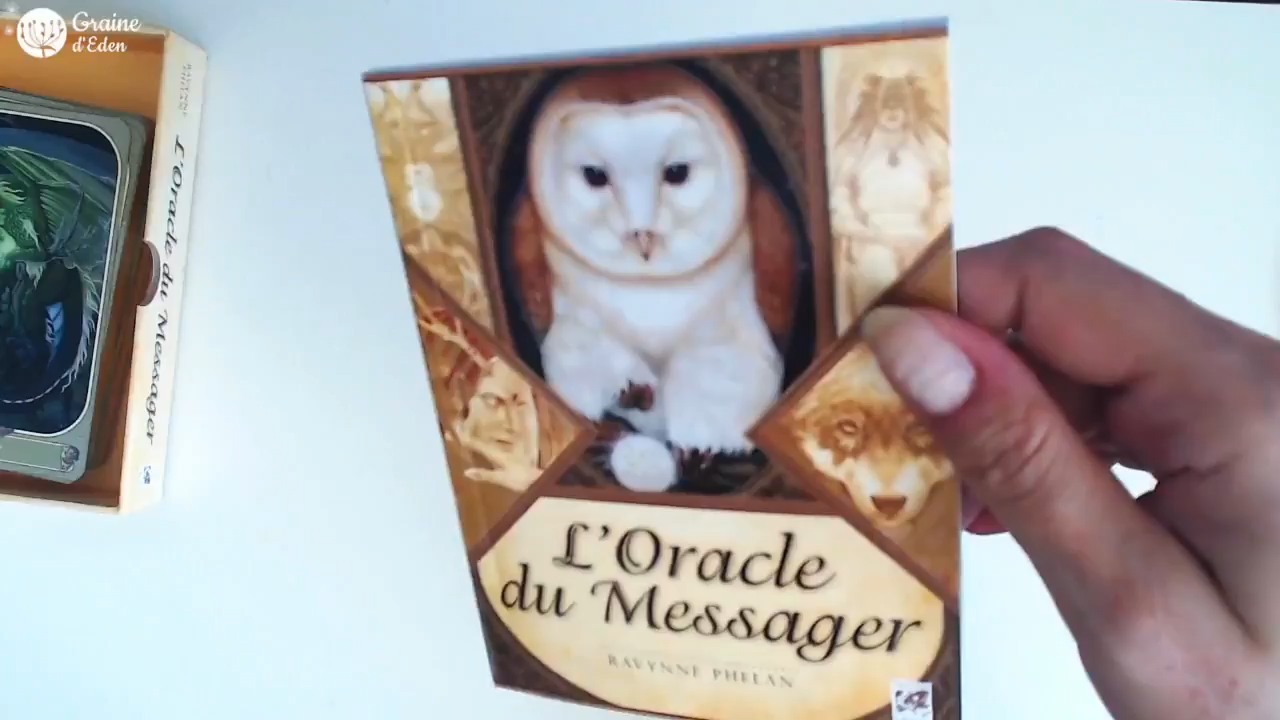 Graine
d'Eden
L'Oracle du Messager
L'Oracle
du Messager
RAVYNNE PHELAN